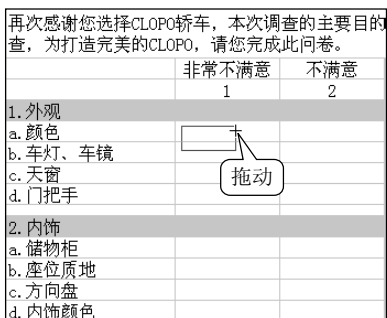 再次感谢您选择CLOPO轿车，本次调查的主要目的
查，为打造完美的CLOPO，请您完成此问卷。
非常不满意 不满意
1 2
1.外观
a.颜色
b.车灯、车镜
c.天窗
拖动
d.门把手
2.内饰
a.储物柜
b.座位质地
c.方向盘
d.内饰颜色